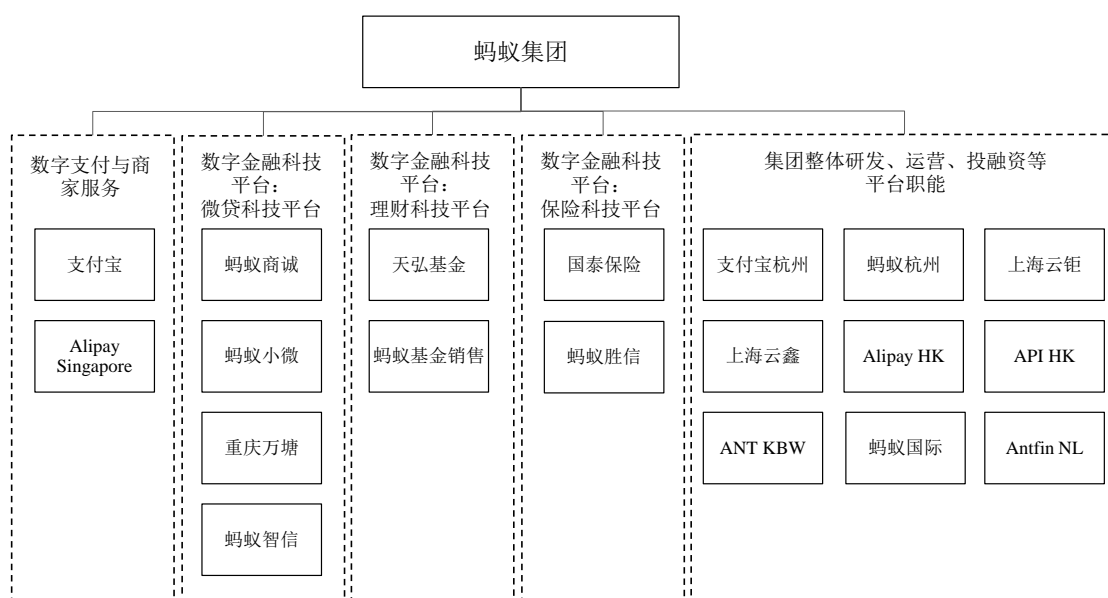 蚂蚁集团
数字支付与商
家服务
支付宝
Alipay
Singapore
数字金融科技
平台：
微贷科技平台
蚂蚁商诚
蚂蚁小微
重庆万塘
蚂蚁智信
数字金融科技
平台：
理财科技平台
天弘基金
蚂蚁基金销售
数字金融科技
平台：
保险科技平台
国泰保险
蚂蚁胜信
集团整体研发、运营、投融资等
平台职能
支付宝杭州
蚂蚁杭州
上海云钜
上海云鑫
Alipay HK
API HK
ANT KBW
蚂蚁国际
Antfin NL